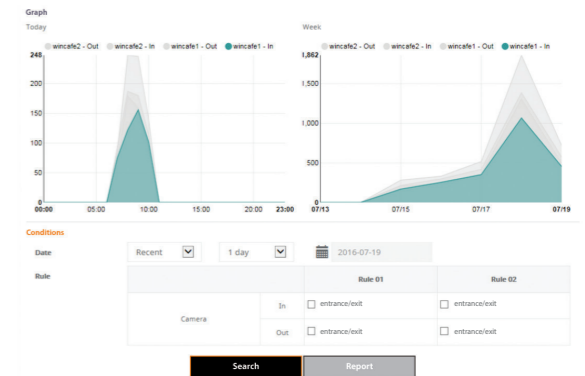 Graph
Today
Week
wincafe2 - Out wincafe2 - In wincafe1 - Out wincafe1 - In
248
200
150
100
50
0
00:00 05:00 10:00 15:00 20:00 23:00
wincafe2 - Out wincafe2 - In wincafe1 - Out wincafe1 - In
1,862
1,500
1,000
500
0
07/13 07/15 07/17 07/19
Conditions
Date Recent 1 day 2016-07-19
Rule
Rule 01 Rule 02
Camera
In entrance/exit entrance/exit
Out entrance/exit entrance/exit
Search Report